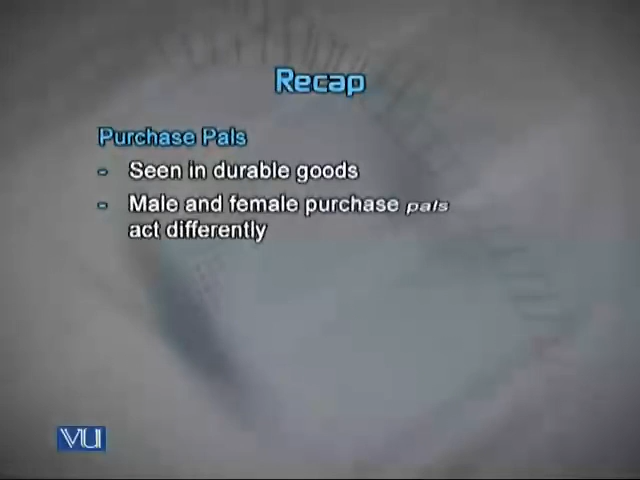 Recap
Purchase Pals
- Seen in durable goods
- Male and female purchase pals
act differently
VU